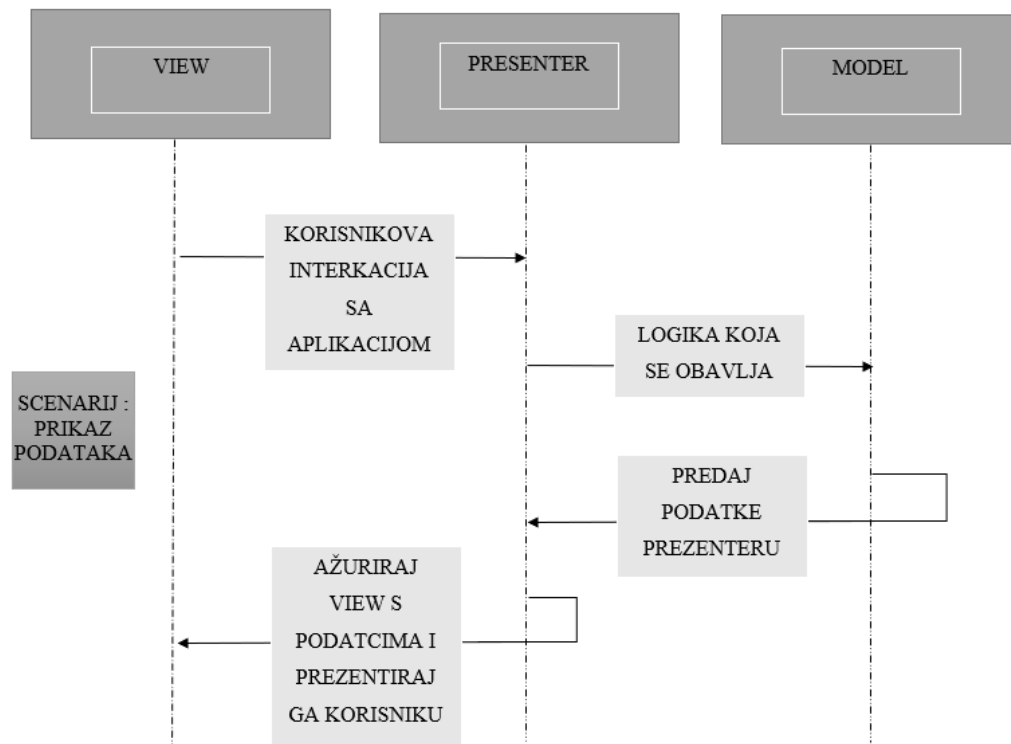 VIEW
PRESENTER
MODEL
KORISNIKOVA
INTERKACIJA
SA
APLIKACIJOM
LOGIKA KOJA
SE OBAVLJA
SCENARIJ :
PRIKAZ
PODATAKA
PREDAJ
PODATKE
PREZENTERU
AŽURIRAJ
VIEW S
PODATCIMA I
PREZENTIRAJ
GA KORISNIKU